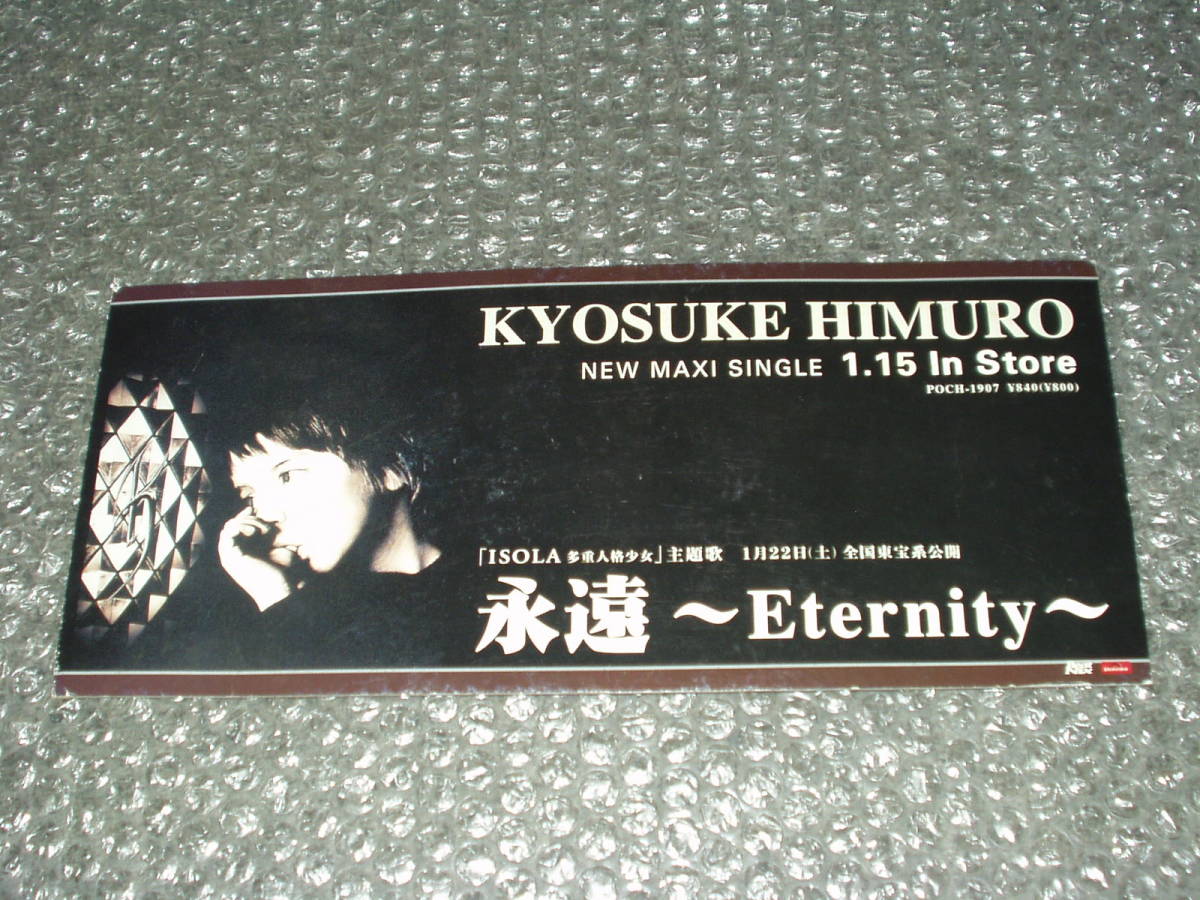 KYOSUKE HIMURO
NEW MAXI SINGLE 1.15 In Store
POCH-1907 ¥840(¥800)
「ISOLA 多重人格少女」主題歌 1月22日(土) 全国東宝系公開
永遠 ～Eternity～